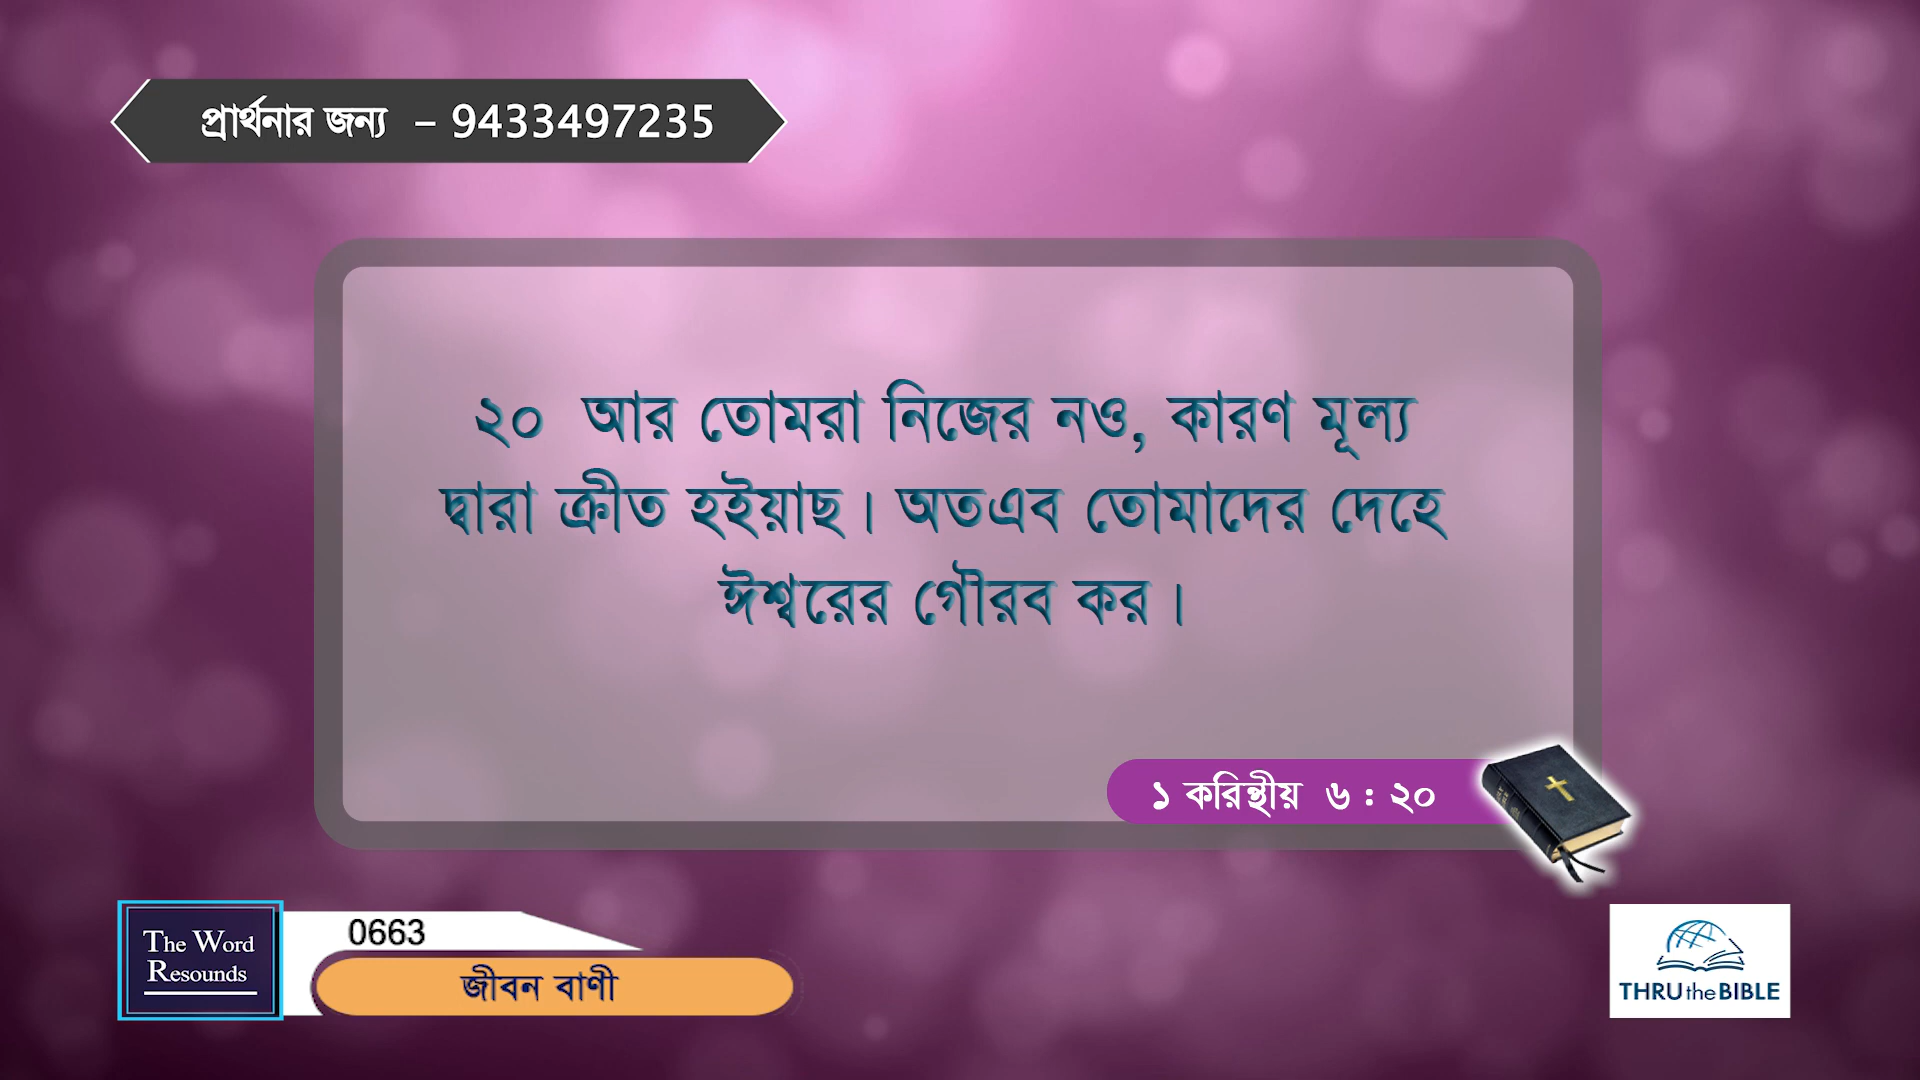 প্রার্থনার জন্য – 9433497235
২০ আর তোমরা নিজের নও, কারণ মূল্য
দ্বারা ক্রীত হইয়াছ। অতএব তোমাদের দেহে
ঈশ্বরের গৌরব কর।
১ করিন্থীয় ৬ : ২০
The Word
Resounds
0663
জীবন বাণী
THRU the BIBLE